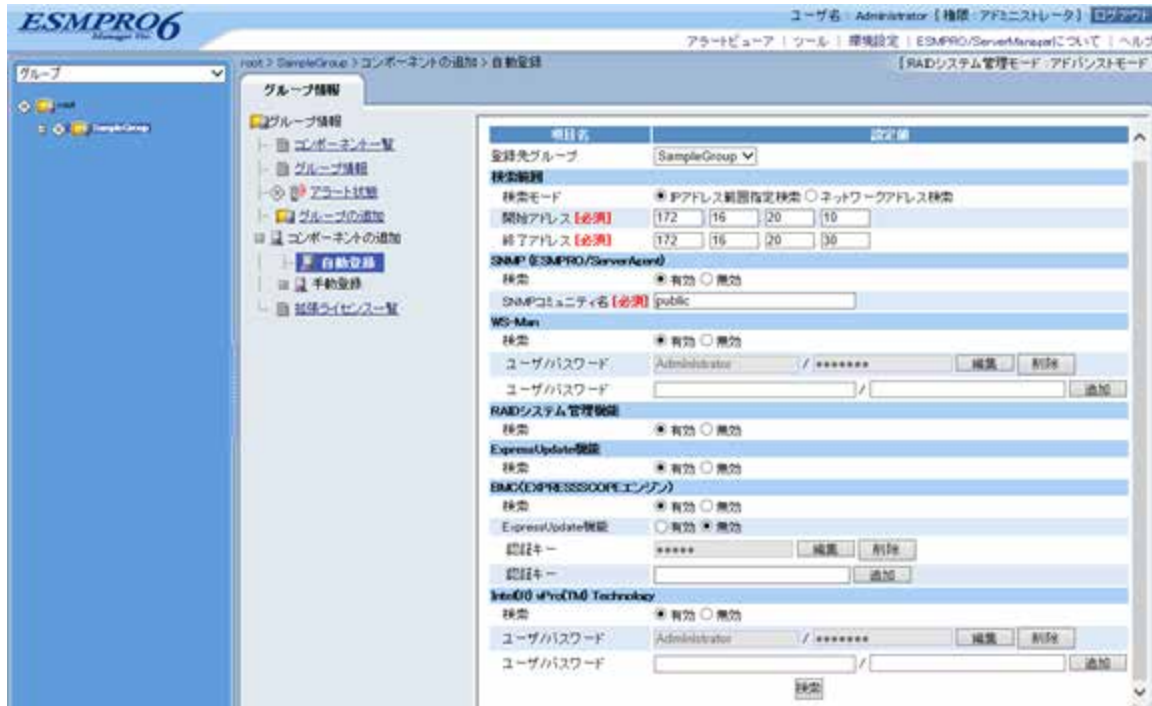 ESMPRO6
Manager Inc.
ユーザ名 : Administrator 【権限 : アドミニストレータ】 ログアウト
アラートビューア | ツール | 環境設定 | ESMPRO/ServerManagerについて | ヘルプ
グループ
root > SampleGroup > コンポーネントの追加 > 自動登録
【RAIDシステム管理モード : アドバンストモード
root
SampleGroup
グループ情報
グループ情報
コンポーネント一覧
グループ情報
アラート状態
グループの追加
コンポーネントの追加
自動登録
手動登録
拡張ライセンス一覧
項目名 設定値
登録先グループ SampleGroup
検索範囲
検索モード IPアドレス範囲指定検索 ネットワークアドレス検索
開始アドレス【必須】 172 16 20 10
終了アドレス【必須】 172 16 20 30
SNMP (ESMPRO/ServerAgent)
検索 有効 無効
SNMPコミュニティ名【必須】 public
WS-Man
検索 有効 無効
ユーザ/パスワード Administrator / ******* 編集 削除
ユーザ/パスワード / 追加
RAIDシステム管理機能
検索 有効 無効
ExpressUpdate機能
検索 有効 無効
BMC(EXPRESSSCOPEエンジン)
検索 有効 無効
ExpressUpdate機能 有効 無効
認証キー ***** 編集 削除
認証キー 追加
Intel(R) vPro(TM) Technology
検索 有効 無効
ユーザ/パスワード Administrator / ******* 編集 削除
ユーザ/パスワード / 追加
検索